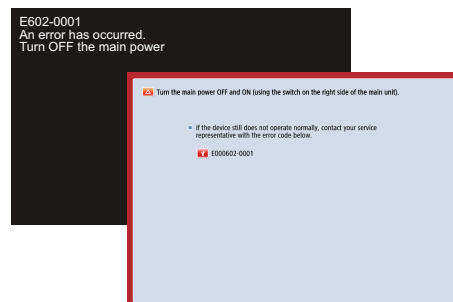 E602-0001
An error has occurred.
Turn OFF the main power
Turn the main power OFF and ON (using the switch on the right side of the main unit).
If the device still does not operate normally, contact your service
representative with the error code below.
E000602-0001